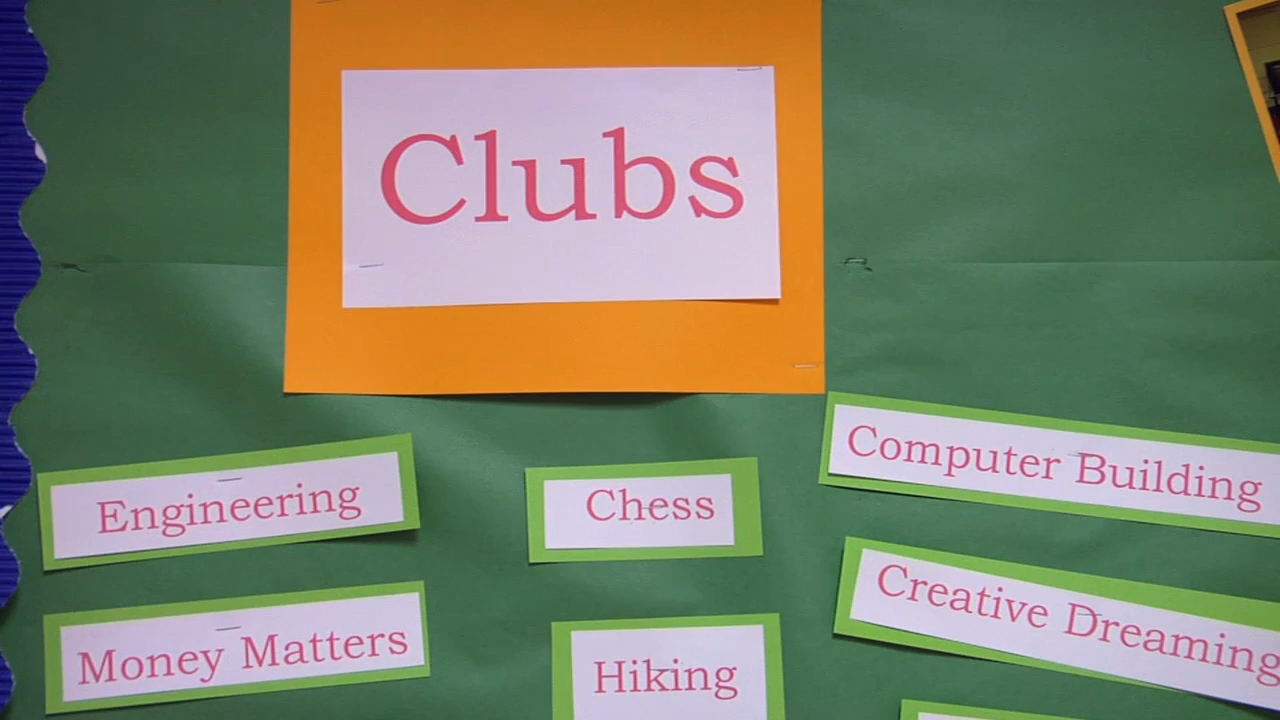 Clubs
Engineering
Chess
Computer Building
Money Matters
Hiking
Creative Dreaming